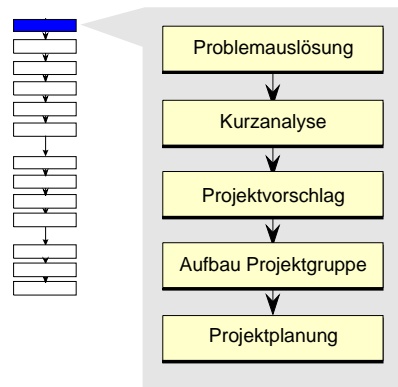 Problemauslösung
Kurzanalyse
Projektvorschlag
Aufbau Projektgruppe
Projektplanung